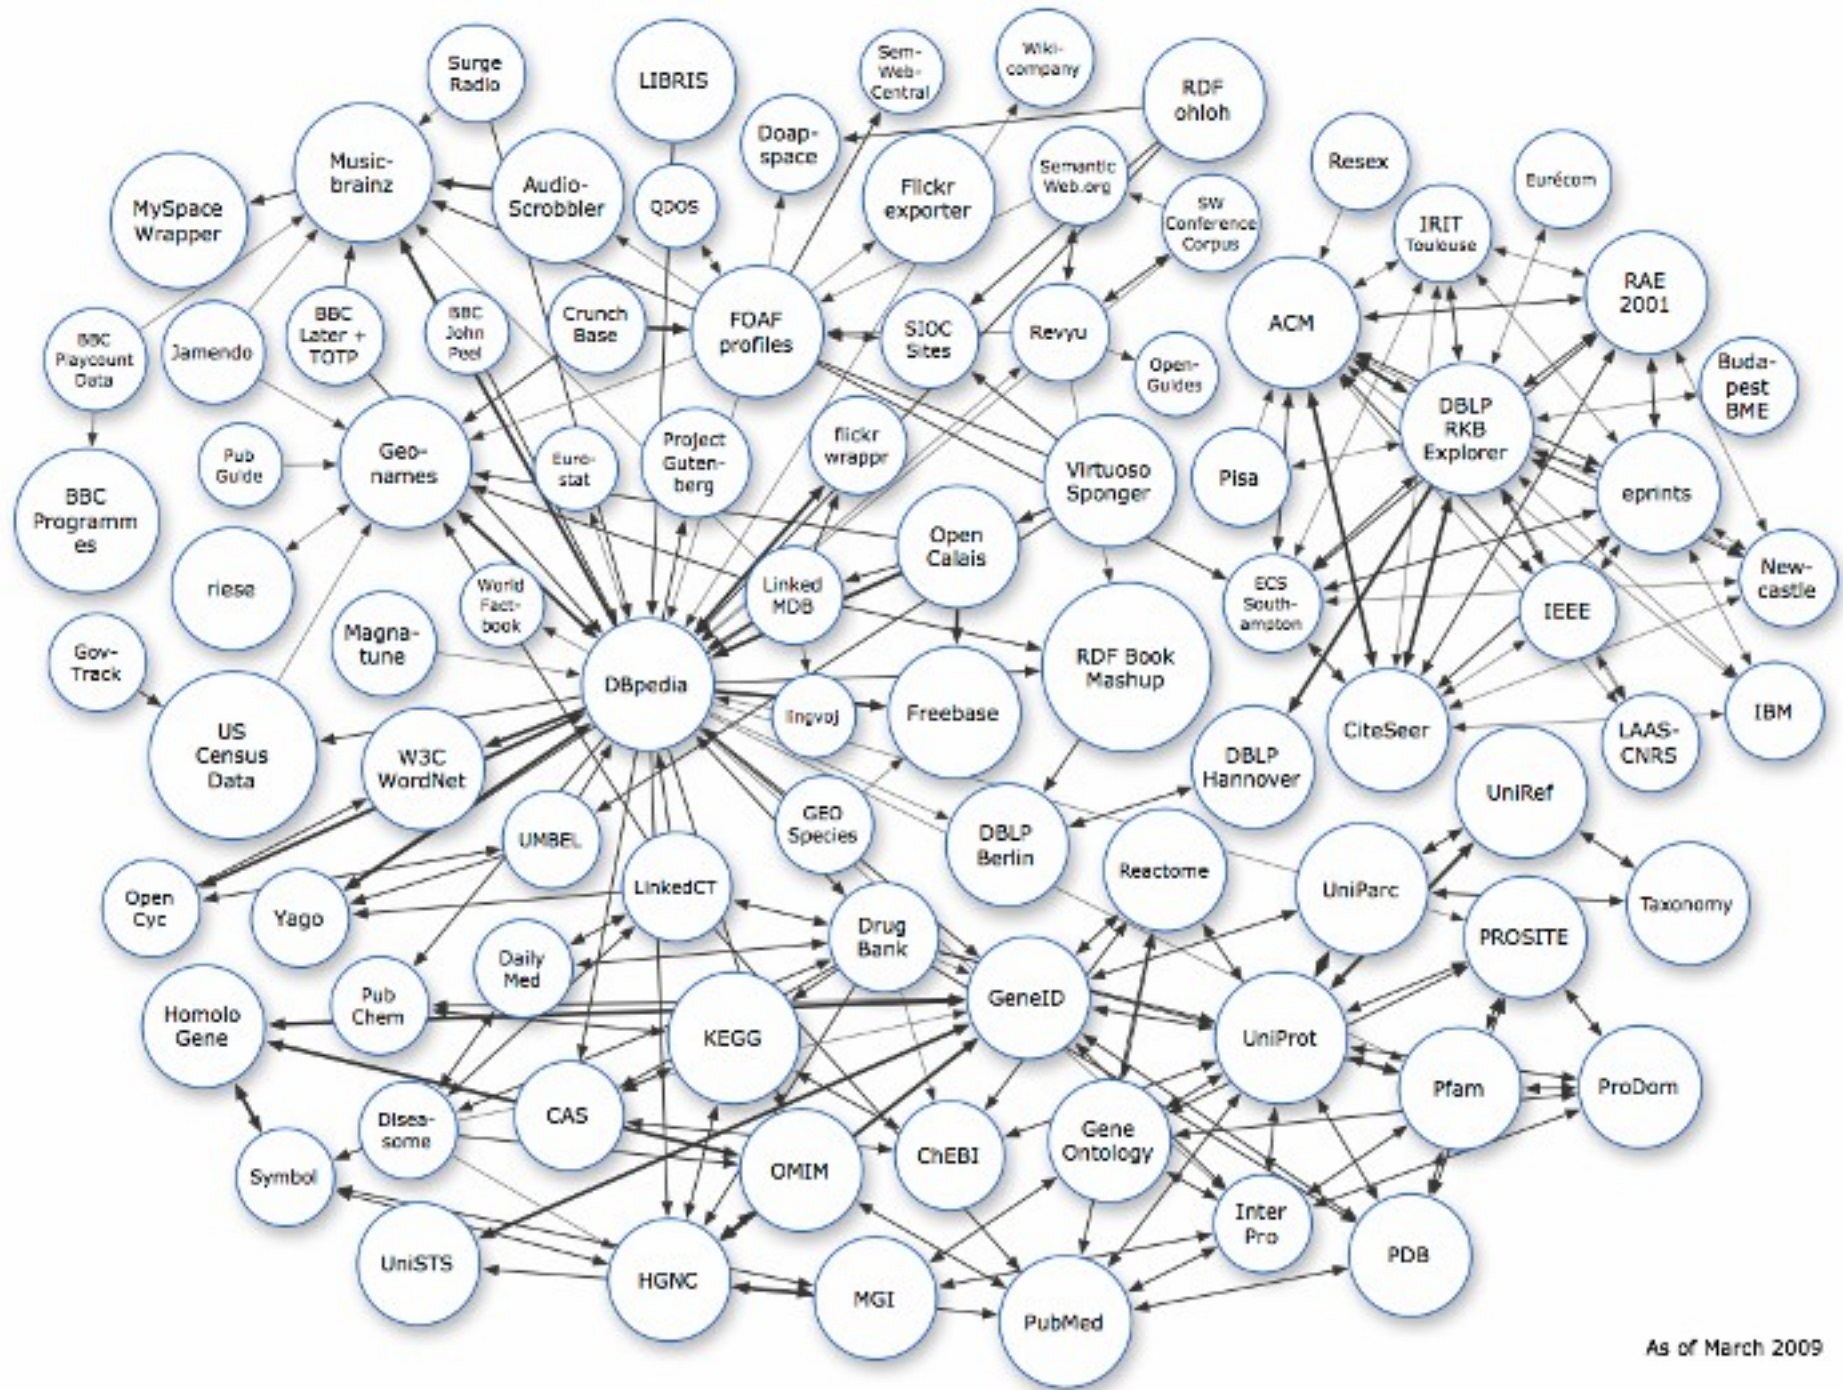 Surge
Radio
LIBRIS
Sem-
Web-
Central
Wiki-
company
RDF
ohloh
Doap-
space
Music-
brainz
MySpace
Wrapper
Audio-
Scrobbler
QDOS
Flickr
exporter
Semantic
Web.org
SW
Conference
Corpus
Resex
Eurécom
IRIT
Toulouse
RAE
2001
ACM
BBC
Playcount
Data
Jamendo
BBC
Later +
TOTP
BBC
John
Peel
Crunch
Base
FOAF
profiles
SIOC
Sites
Revyu
Open-
Guides
Buda-
pest
BME
DBLP
RKB
Explorer
Pub
Guide
Geo-
names
Euro-
stat
Project
Guten-
berg
flickr
wrappr
Virtuoso
Sponger
Pisa
eprints
BBC
Programm
es
riese
World
Fact-
book
Linked
MDB
Open
Calais
ECS
South-
ampton
IEEE
New-
castle
Gov-
Track
Magna-
tune
DBpedia
RDF Book
Mashup
US
Census
Data
W3C
WordNet
lingvoj
Freebase
DBLP
Hannover
CiteSeer
LAAS-
CNRS
IBM
UMBEL
GEO
Species
DBLP
Berlin
Reactome
UniParc
UniRef
Taxonomy
Open
Cyc
Yago
LinkedCT
Drug
Bank
PROSITE
Daily
Med
Pub
Chem
Homolo
Gene
KEGG
GeneID
UniProt
Pfam
ProDom
Disea-
some
CAS
OMIM
ChEBI
Gene
Ontology
Symbol
UniSTS
HGNC
MGI
PubMed
Inter
Pro
PDB
As of March 2009